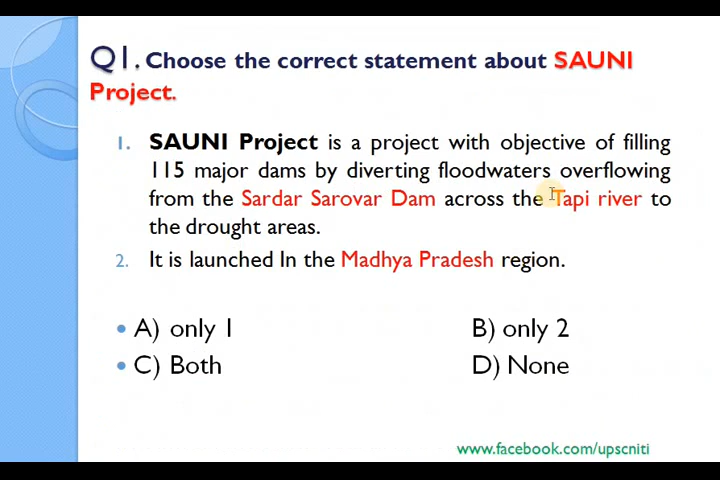 Q1. Choose the correct statement about SAUNI
Project.
1. SAUNI Project is a project with objective of filling
115 major dams by diverting floodwaters overflowing
from the Sardar Sarovar Dam across the Tapi river to
the drought areas.
2. It is launched In the Madhya Pradesh region.
• A) only 1 B) only 2
• C) Both D) None
www.facebook.com/upscniti